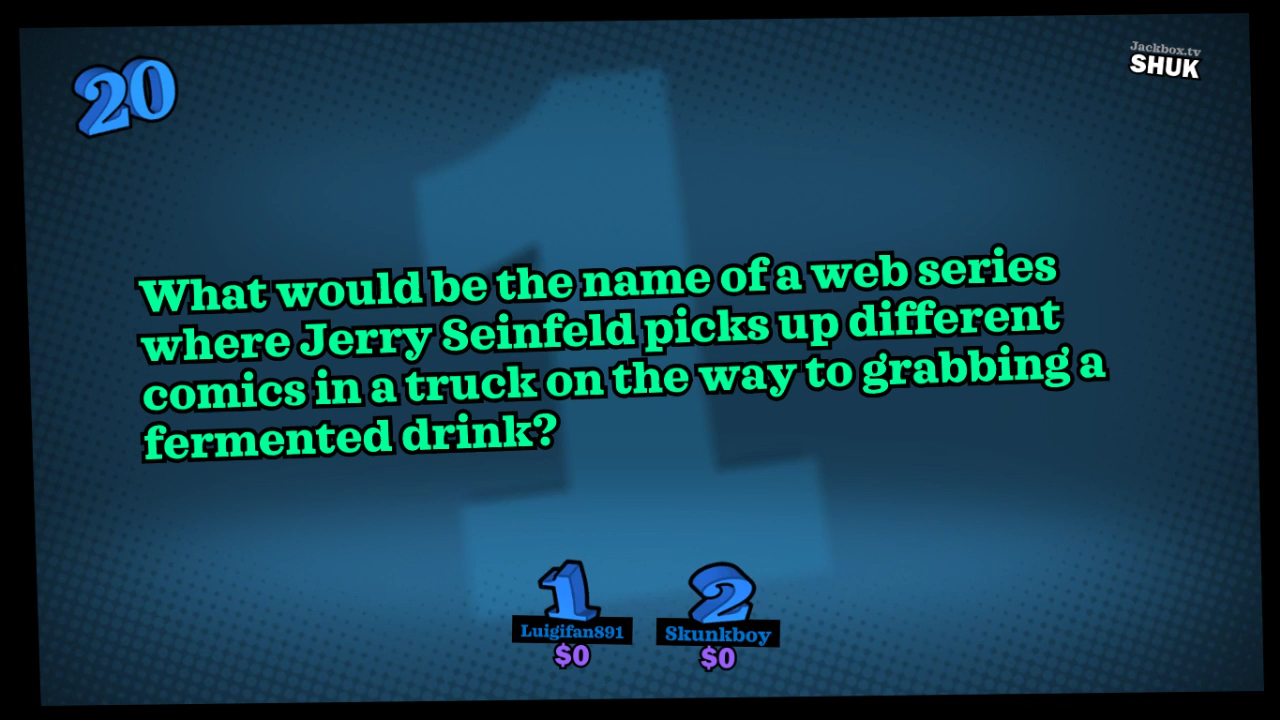 20
Jackbox.tv
SHUK
What would be the name of a web series
where Jerry Seinfeld picks up different
comics in a truck on the way to grabbing a
fermented drink?
1
2
Luigifan891
Skunkboy
$0
$0
1